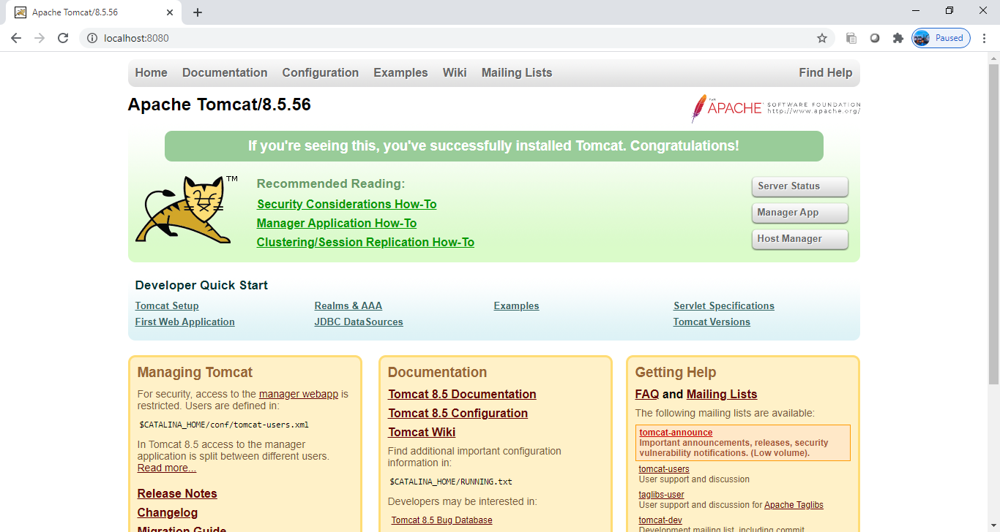 Apache Tomcat/8.5.56
localhost:8080
Paused
Home Documentation Configuration Examples Wiki Mailing Lists Find Help
Apache Tomcat/8.5.56
THE
APACHE
SOFTWARE FOUNDATION
http://www.apache.org/
If you're seeing this, you've successfully installed Tomcat. Congratulations!
TM
Recommended Reading:
Security Considerations How-To
Manager Application How-To
Clustering/Session Replication How-To
Server Status
Manager App
Host Manager
Developer Quick Start
Tomcat Setup
First Web Application
Realms & AAA
JDBC DataSources
Examples
Servlet Specifications
Tomcat Versions
Managing Tomcat
For security, access to the manager webapp is
restricted. Users are defined in:
$CATALINA_HOME/conf/tomcat-users.xml
In Tomcat 8.5 access to the manager
application is split between different users.
Read more...
Release Notes
Changelog
Migration Guide
Documentation
Tomcat 8.5 Documentation
Tomcat 8.5 Configuration
Tomcat Wiki
Find additional important configuration
information in:
$CATALINA_HOME/RUNNING.txt
Developers may be interested in:
Tomcat 8.5 Bug Database
Getting Help
FAQ and Mailing Lists
The following mailing lists are available:
tomcat-announce
Important announcements, releases, security
vulnerability notifications. (Low volume).
tomcat-users
User support and discussion
taglibs-user
User support and discussion for Apache Taglibs
tomcat-dev
Development mailing list, including commit